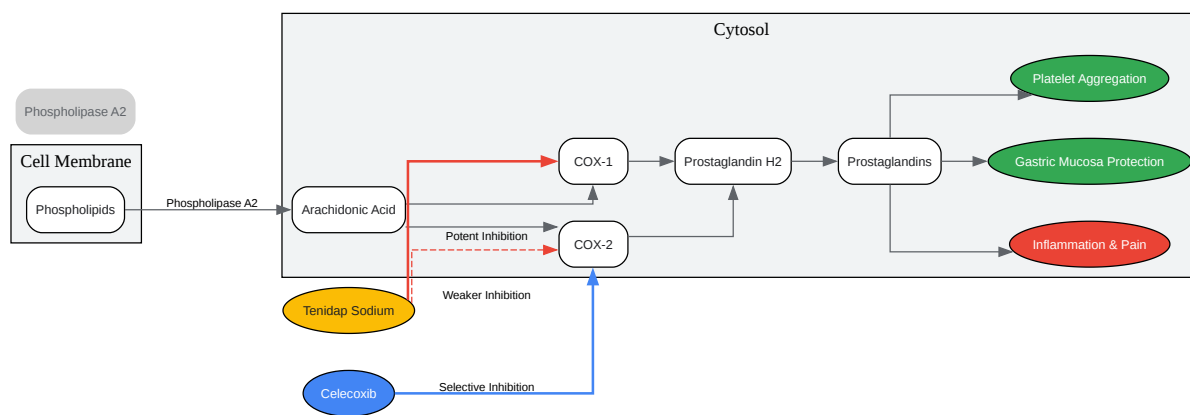 Cytosol
Platelet Aggregation
Phospholipase A2
Cell Membrane
COX-1
Prostaglandin H2
Prostaglandins
Gastric Mucosa Protection
Phospholipids
Phospholipase A2
Arachidonic Acid
Potent Inhibition
COX-2
Inflammation & Pain
Weaker Inhibition
Tenidap Sodium
Selective Inhibition
Celecoxib